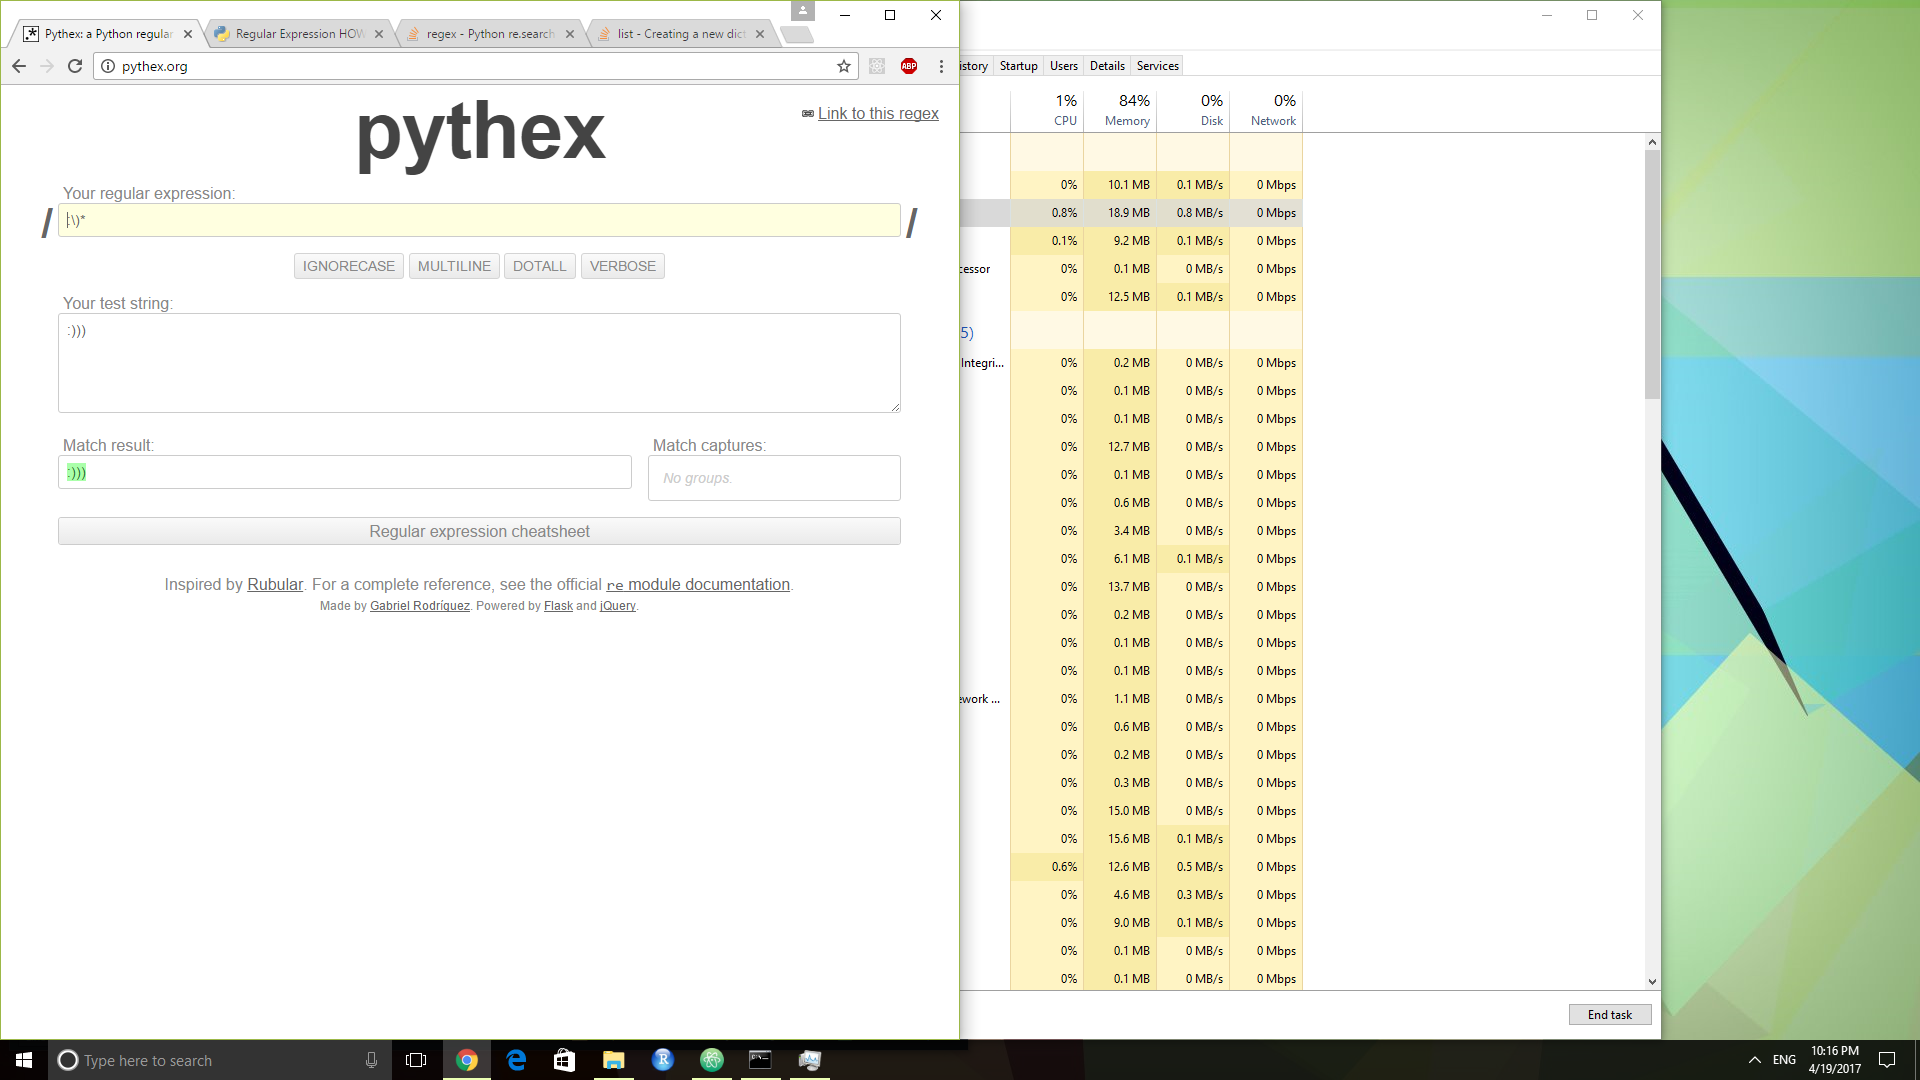 Pythex: a Python regular
Regular Expression HOW
regex - Python re.search
list - Creating a new dict
pythex.org
ABP
pythex
Link to this regex
Your regular expression:
/ :\)* /
IGNORECASE MULTILINE DOTALL VERBOSE
Your test string:
:)))
Match result:
Match captures:
:)))
No groups.
Regular expression cheatsheet
Inspired by Rubular. For a complete reference, see the official re module documentation.
Made by Gabriel Rodríguez. Powered by Flask and jQuery.
istory Startup Users Details Services
1% 84% 0% 0%
CPU Memory Disk Network
0% 10.1 MB 0.1 MB/s 0 Mbps
0.8% 18.9 MB 0.8 MB/s 0 Mbps
0.1% 9.2 MB 0.1 MB/s 0 Mbps
cessor 0% 0.1 MB 0 MB/s 0 Mbps
0% 12.5 MB 0.1 MB/s 0 Mbps
5)
Integri... 0% 0.2 MB 0 MB/s 0 Mbps
0% 0.1 MB 0 MB/s 0 Mbps
0% 0.1 MB 0 MB/s 0 Mbps
0% 12.7 MB 0 MB/s 0 Mbps
0% 0.1 MB 0 MB/s 0 Mbps
0% 0.6 MB 0 MB/s 0 Mbps
0% 3.4 MB 0 MB/s 0 Mbps
0% 6.1 MB 0.1 MB/s 0 Mbps
0% 13.7 MB 0 MB/s 0 Mbps
0% 0.2 MB 0 MB/s 0 Mbps
0% 0.1 MB 0 MB/s 0 Mbps
0% 0.1 MB 0 MB/s 0 Mbps
ework ... 0% 1.1 MB 0 MB/s 0 Mbps
0% 0.6 MB 0 MB/s 0 Mbps
0% 0.2 MB 0 MB/s 0 Mbps
0% 0.3 MB 0 MB/s 0 Mbps
0% 15.0 MB 0 MB/s 0 Mbps
0% 15.6 MB 0.1 MB/s 0 Mbps
0.6% 12.6 MB 0.5 MB/s 0 Mbps
0% 4.6 MB 0.3 MB/s 0 Mbps
0% 9.0 MB 0.1 MB/s 0 Mbps
0% 0.1 MB 0 MB/s 0 Mbps
0% 0.1 MB 0 MB/s 0 Mbps
End task
Type here to search
ENG
10:16 PM
4/19/2017